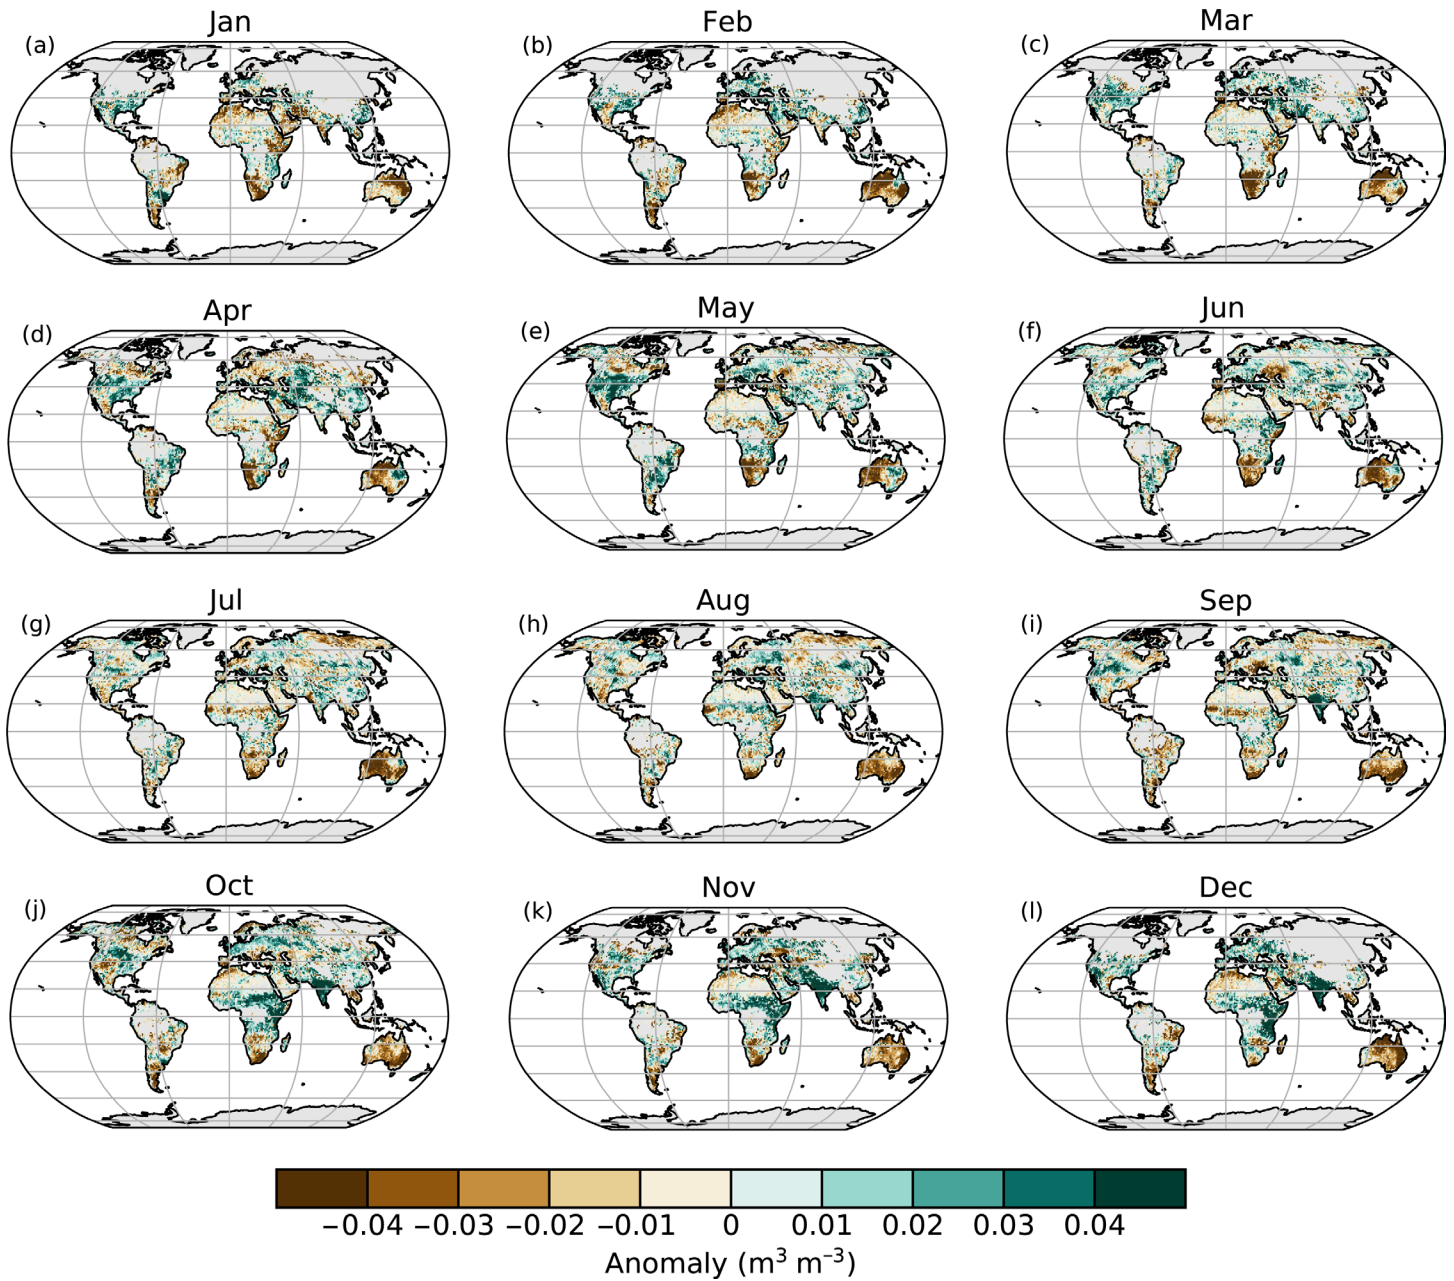 Jan
Feb
Mar
(a)
(b)
(c)
Apr
May
Jun
(d)
(e)
(f)
Jul
Aug
Sep
(g)
(h)
(i)
Oct
Nov
Dec
(j)
(k)
(l)
−0.04 −0.03 −0.02 −0.01 0 0.01 0.02 0.03 0.04
Anomaly (m³ m⁻³)